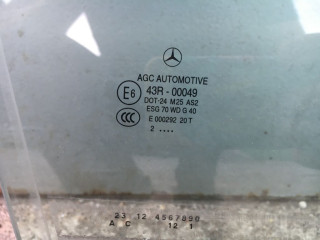 AGC AUTOMOTIVE
E6 43R - 00049
DOT-24 M25 AS2
ESG 70 WD G 40
CCC E 000292 20 T
2 ....
23 12 4567890
A C 12 1